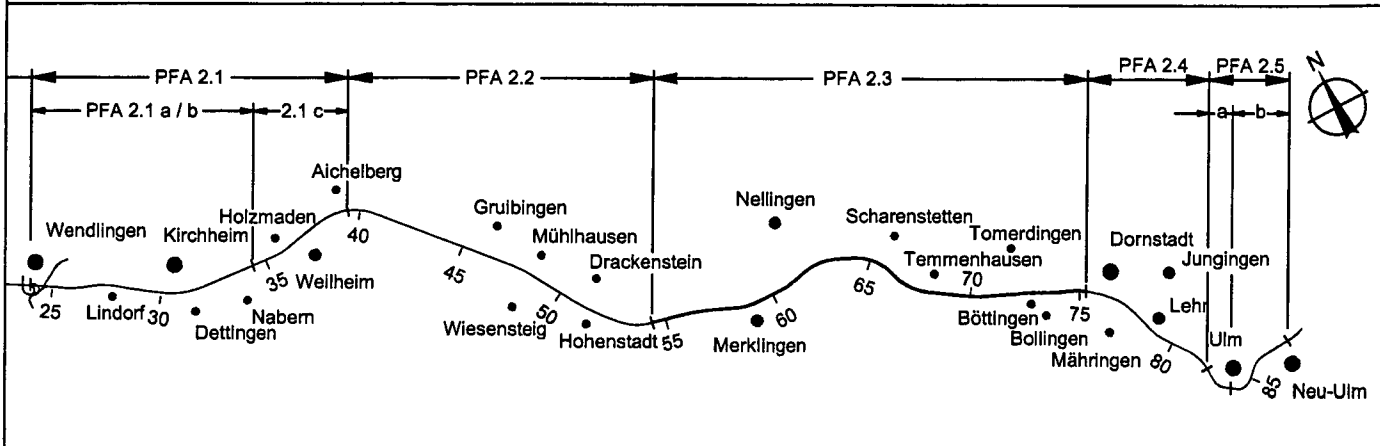 PFA 2.1
PFA 2.2
PFA 2.3
PFA 2.4
PFA 2.5
PFA 2.1 a / b
2.1 c
a
b
N
Aichelberg
Wendlingen
Kirchheim
Holzmaden
Weilheim
Lindorf
Dettingen
Nabern
Gruibingen
Mühlhausen
Drackenstein
Wiesensteig
Hohenstadt
Nellingen
Merklingen
Scharenstetten
Temmenhausen
Tomerdingen
Böttingen
Bollingen
Mähringen
Dornstadt
Jungingen
Lehr
Ulm
Neu-Ulm
25
30
35
40
45
50
55
60
65
70
75
80
85